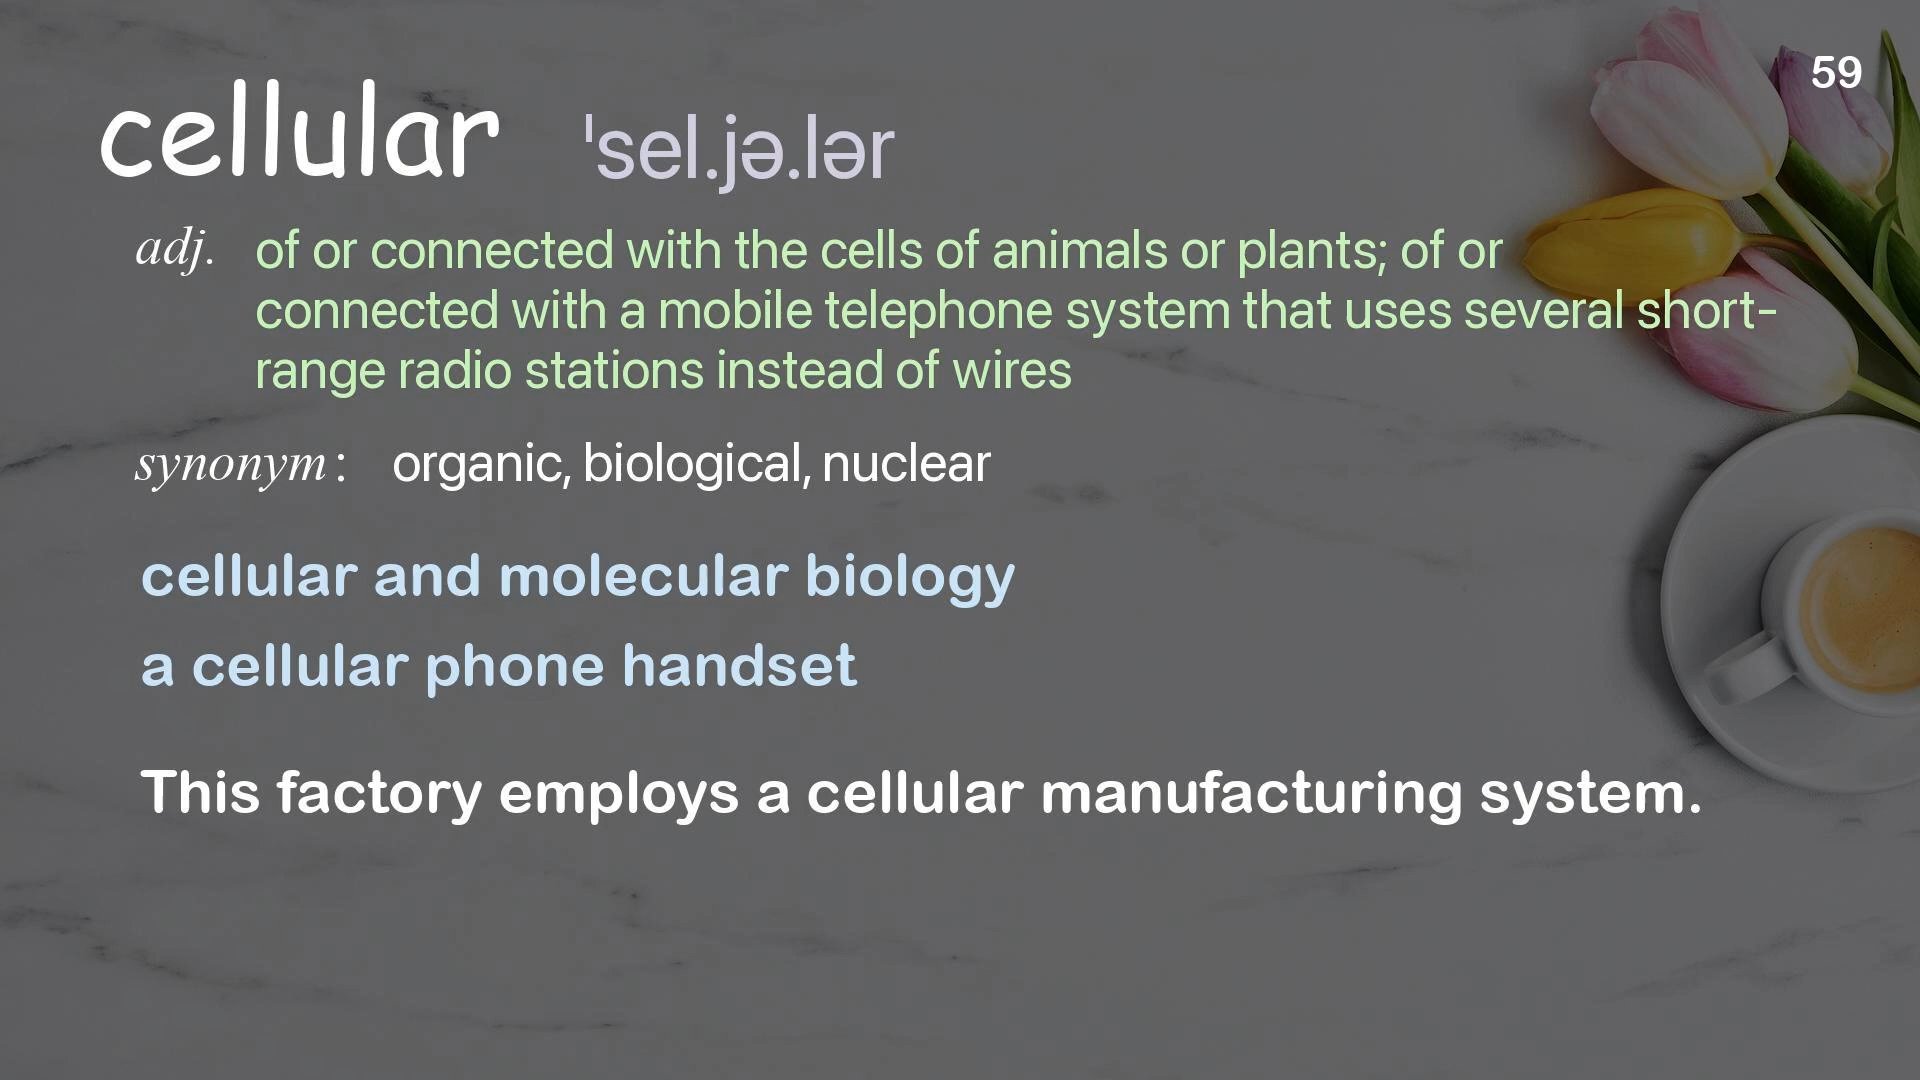 59
cellular ˈsel.jə.lər
adj. of or connected with the cells of animals or plants; of or
connected with a mobile telephone system that uses several short-
range radio stations instead of wires
synonym: organic, biological, nuclear
cellular and molecular biology
a cellular phone handset
This factory employs a cellular manufacturing system.